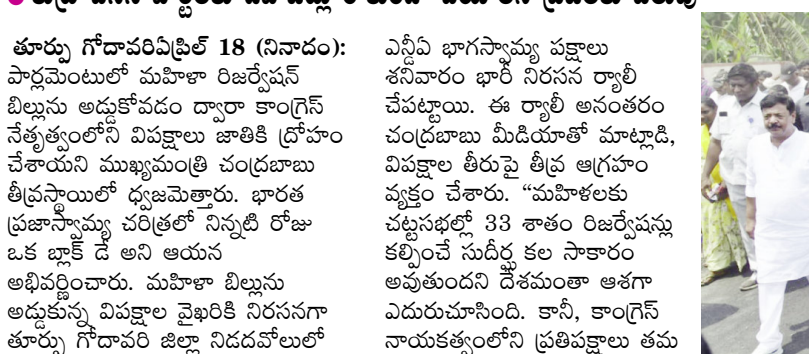 తూర్పు గోదావరిఏప్రిల్ 18 (నినాదం):
పార్లమెంటులో మహిళా రిజర్వేషన్
బిల్లును అడ్డుకోవడం ద్వారా కాంగ్రెస్
నేతృత్వంలోని విపక్షాలు జాతికి ద్రోహం
చేశాయని ముఖ్యమంత్రి చంద్రబాబు
తీవ్రస్థాయిలో ధ్వజమెత్తారు. భారత
ప్రజాస్వామ్య చరిత్రలో నిన్నటి రోజు
ఒక బ్లాక్ డే అని ఆయన
అభివర్ణించారు. మహిళా బిల్లును
అడ్డుకున్న విపక్షాల వైఖరికి నిరసనగా
తూర్పు గోదావరి జిల్లా నిడదవోలులో
ఎన్డీఏ భాగస్వామ్య పక్షాలు
శనివారం భారీ నిరసన ర్యాలీ
చేపట్టాయి. ఈ ర్యాలీ అనంతరం
చంద్రబాబు మీడియాతో మాట్లాడి,
విపక్షాల తీరుపై తీవ్ర ఆగ్రహం
వ్యక్తం చేశారు. “మహిళలకు
చట్టసభల్లో 33 శాతం రిజర్వేషన్లు
కల్పించే సుదీర్ఘ కల సాకారం
అవుతుందని దేశమంతా ఆశగా
ఎదురుచూసింది. కానీ, కాంగ్రెస్
నాయకత్వంలోని ప్రతిపక్షాలు తమ